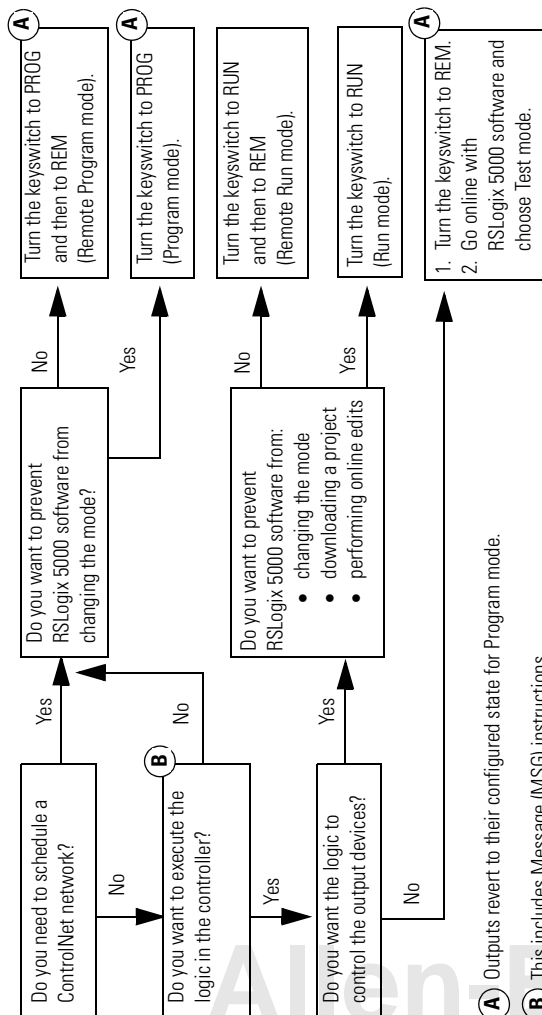 Do you need to schedule a
ControlNet network?
Yes
No
Do you want to prevent
RSLogix 5000 software from
changing the mode?
No
Yes
Turn the keyswitch to PROG
and then to REM
(Remote Program mode).
A
Turn the keyswitch to PROG
(Program mode).
A
Do you want to execute the
logic in the controller?
B
No
Yes
Do you want the logic to
control the output devices?
Yes
No
Do you want to prevent
RSLogix 5000 software from:
• changing the mode
• downloading a project
• performing online edits
No
Yes
Turn the keyswitch to RUN
and then to REM
(Remote Run mode).
Turn the keyswitch to RUN
(Run mode).
1. Turn the keyswitch to REM.
2. Go online with
RSLogix 5000 software and
choose Test mode.
A
A Outputs revert to their configured state for Program mode.
B This includes Message (MSG) instructions
Allen-